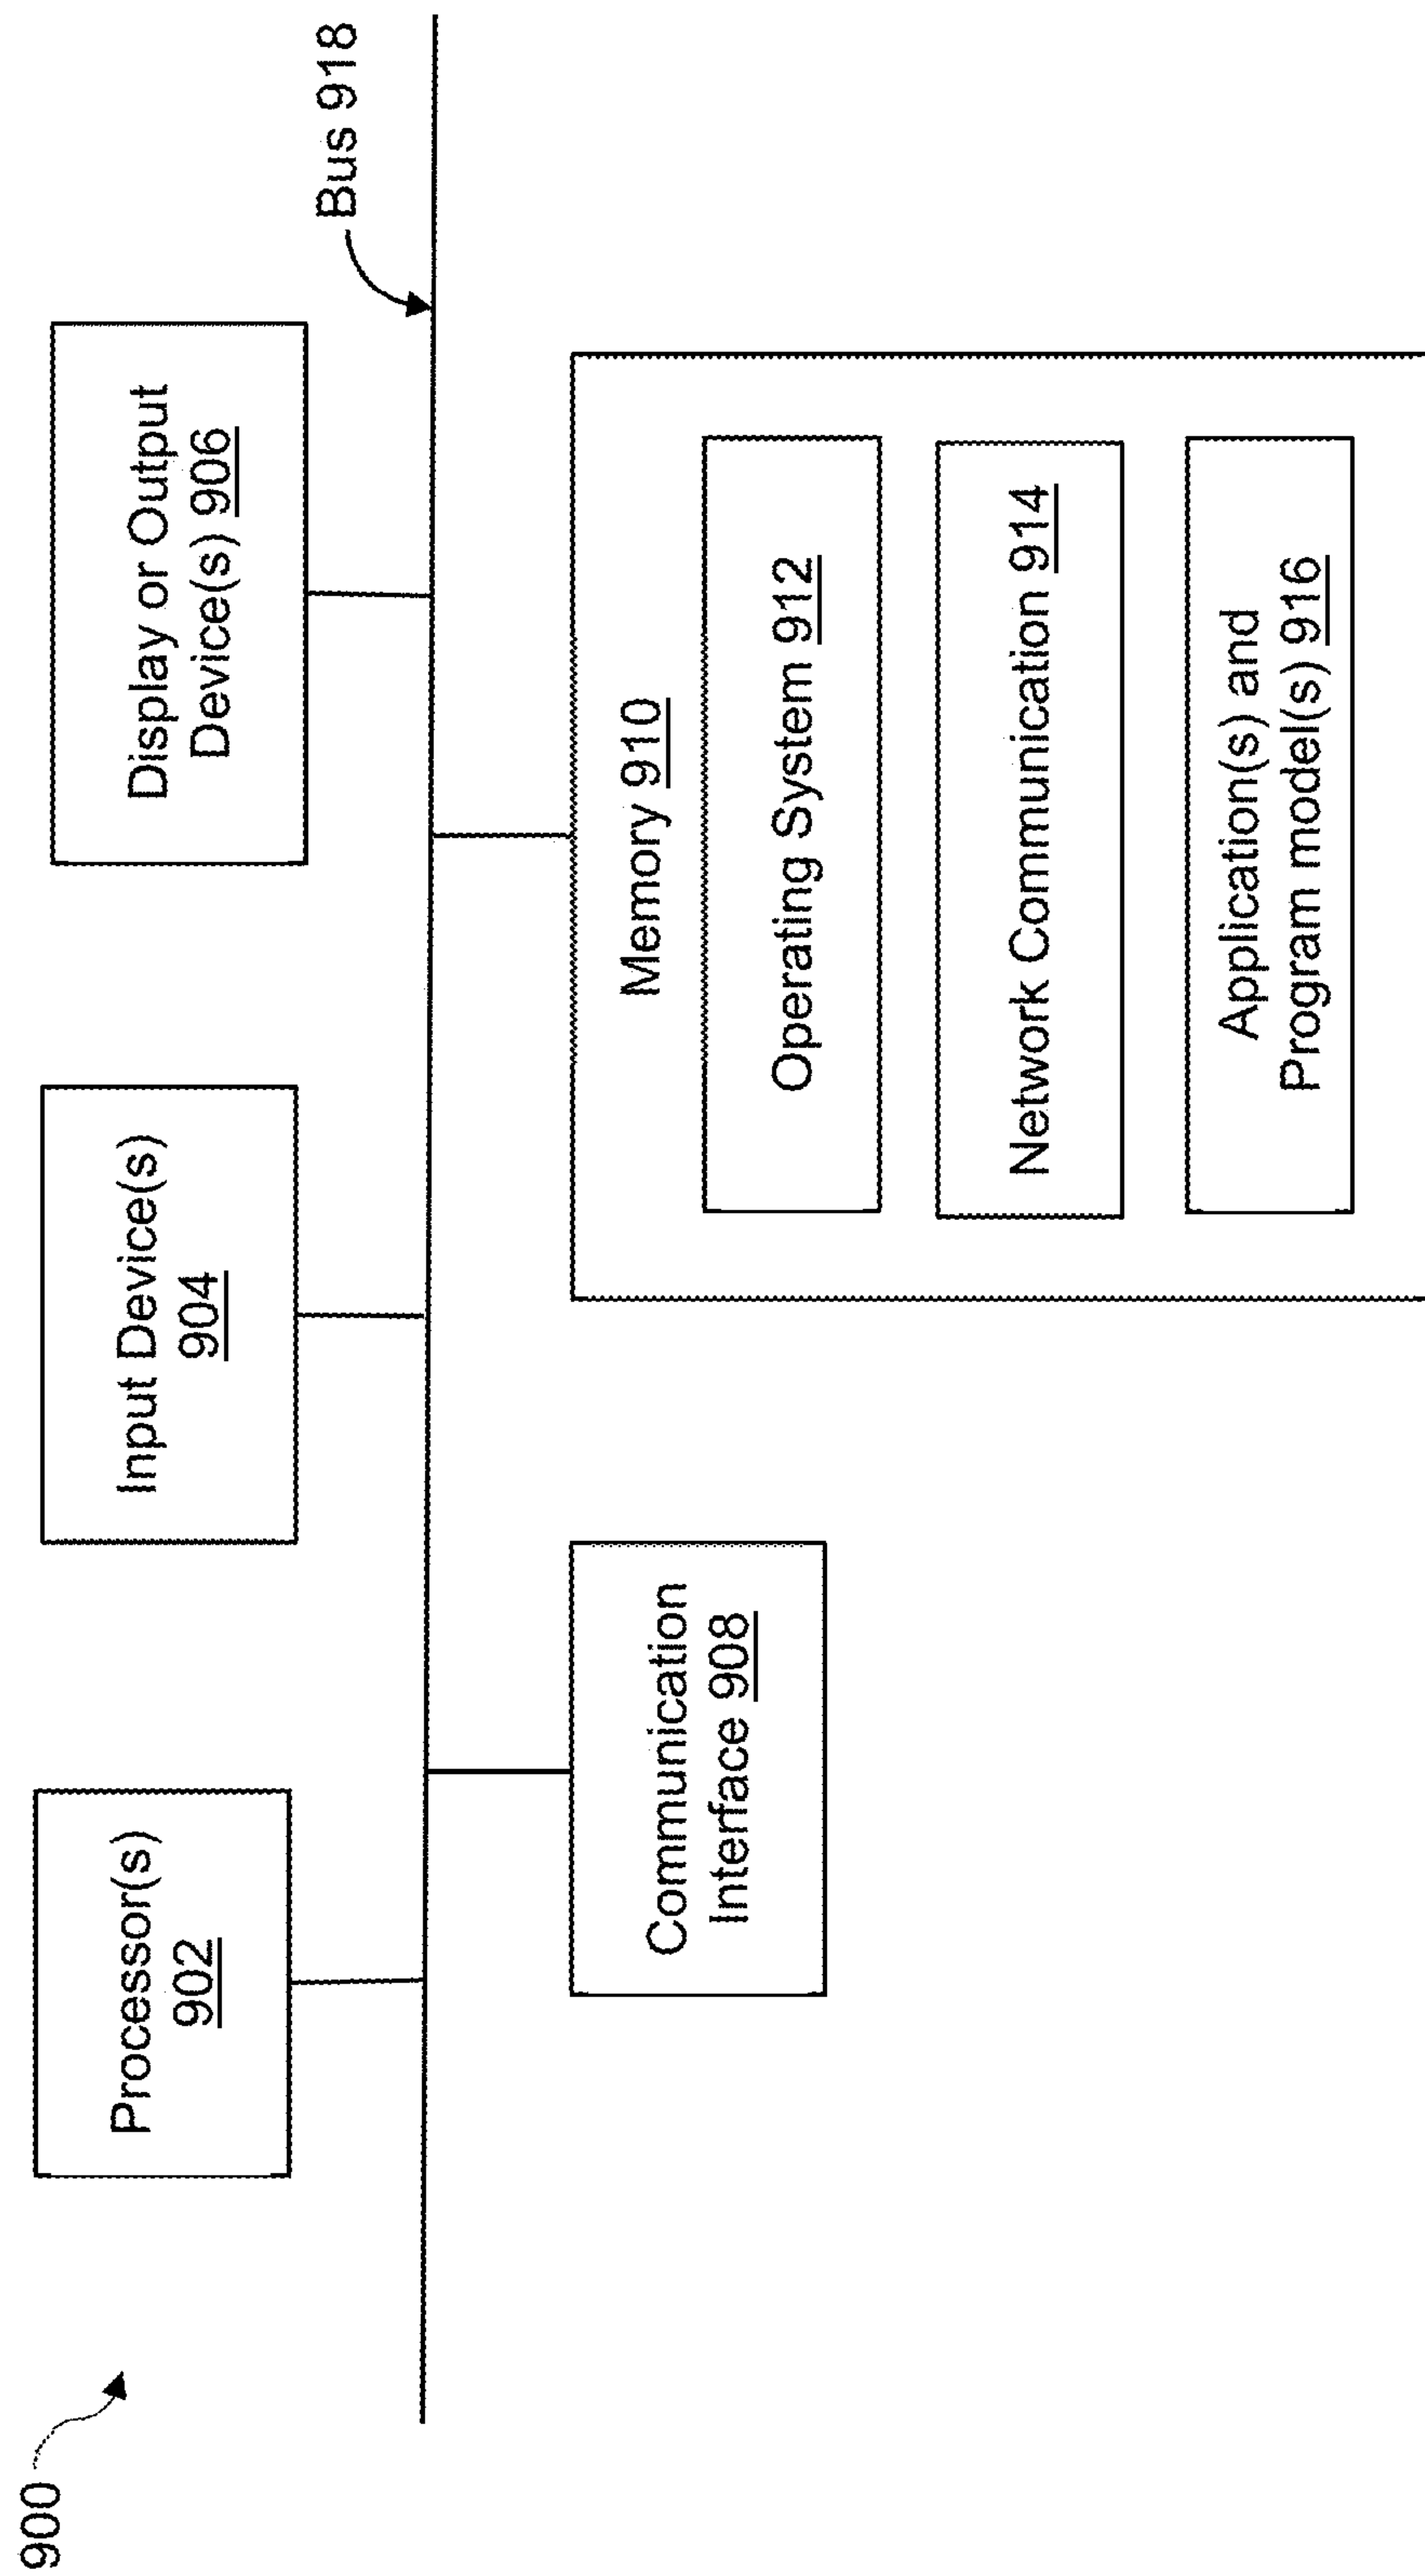 900
Processor(s)
902
Input Device(s)
904
Display or Output
Device(s) 906
Bus 918
Communication
Interface 908
Memory 910
Operating System 912
Network Communication 914
Application(s) and
Program model(s) 916